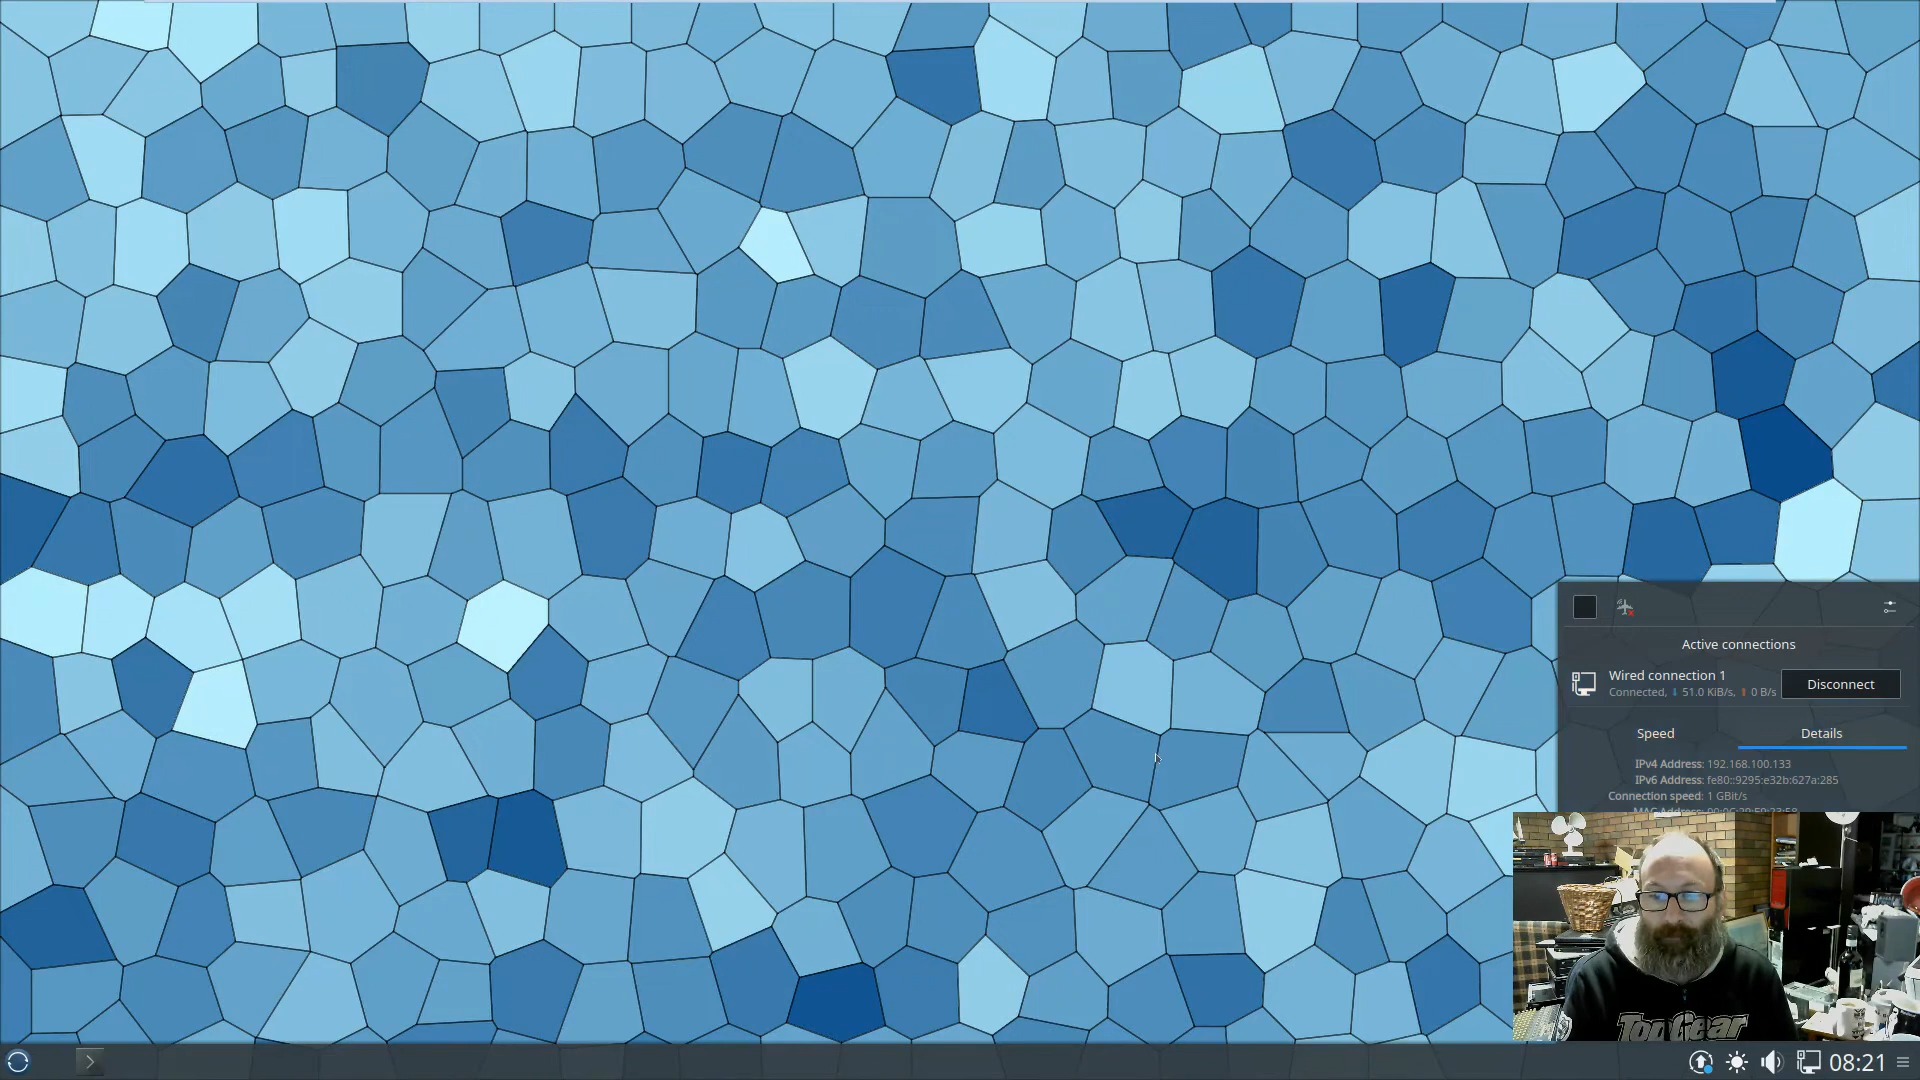 Active connections
Wired connection 1
Connected, ⬇ 51.0 KiB/s, ⬆ 0 B/s
Disconnect
Speed
Details
IPv4 Address: 192.168.100.133
IPv6 Address: fe80::9295:e32b:627a:285
Connection speed: 1 GBit/s
Top Gear
08:21